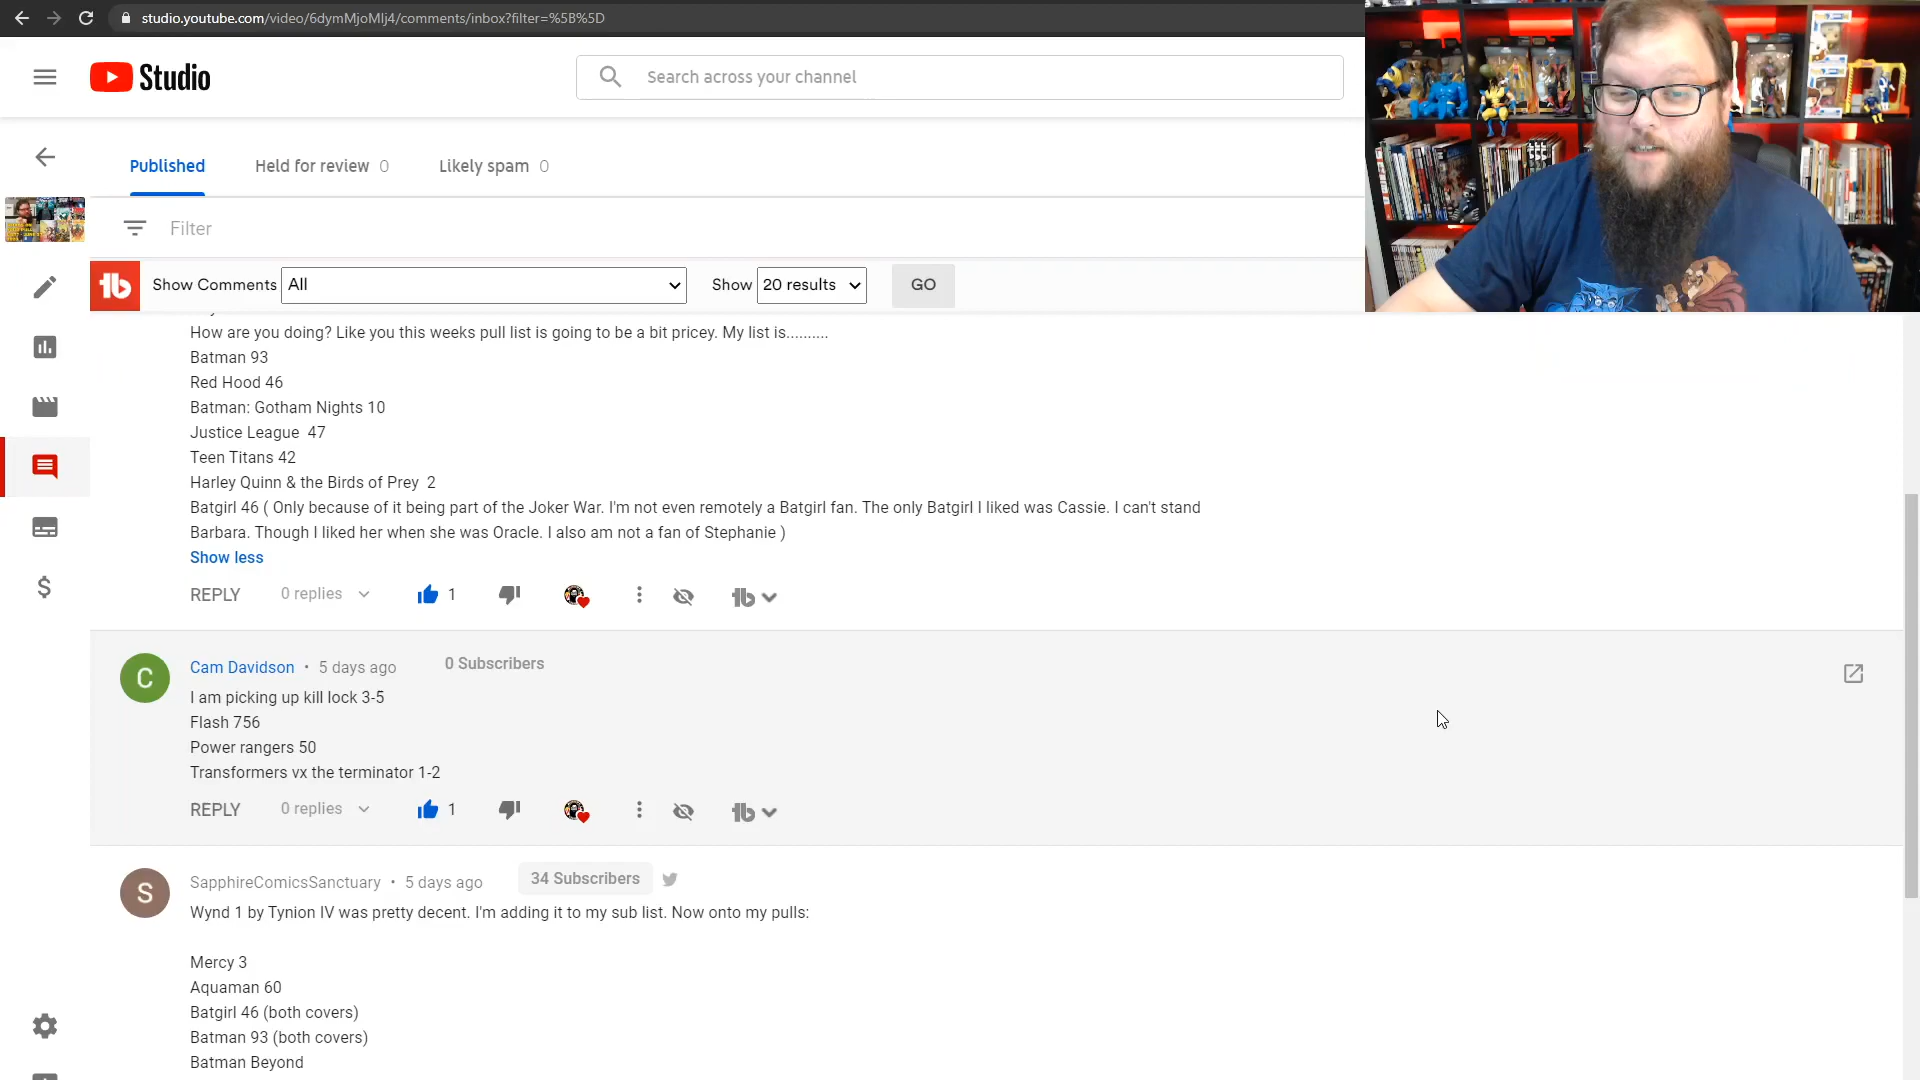 studio.youtube.com/video/6dymMjoMlj4/comments/inbox?filter=%5B%5D
Studio
Search across your channel
Published
Held for review 0
Likely spam 0
Filter
tb
Show Comments All
Show 20 results
GO
How are you doing? Like you this weeks pull list is going to be a bit pricey. My list is..........
Batman 93
Red Hood 46
Batman: Gotham Nights 10
Justice League 47
Teen Titans 42
Harley Quinn & the Birds of Prey 2
Batgirl 46 ( Only because of it being part of the Joker War. I'm not even remotely a Batgirl fan. The only Batgirl I liked was Cassie. I can't stand
Barbara. Though I liked her when she was Oracle. I also am not a fan of Stephanie )
Show less
REPLY 0 replies 1 tb
C
Cam Davidson • 5 days ago 0 Subscribers
I am picking up kill lock 3-5
Flash 756
Power rangers 50
Transformers vx the terminator 1-2
REPLY 0 replies 1 tb
S
SapphireComicsSanctuary • 5 days ago 34 Subscribers
Wynd 1 by Tynion IV was pretty decent. I'm adding it to my sub list. Now onto my pulls:
Mercy 3
Aquaman 60
Batgirl 46 (both covers)
Batman 93 (both covers)
Batman Beyond